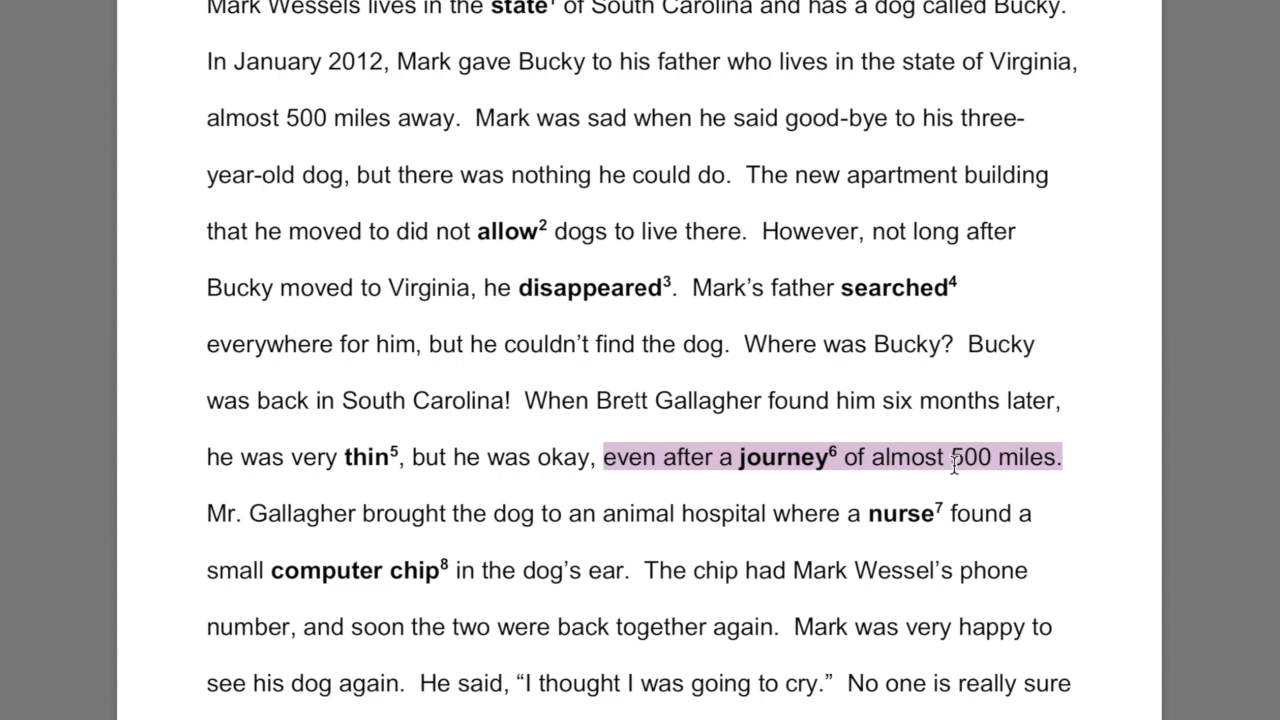 Mark Wessels lives in the state¹ of South Carolina and has a dog called Bucky.
In January 2012, Mark gave Bucky to his father who lives in the state of Virginia,
almost 500 miles away.  Mark was sad when he said good-bye to his three-
year-old dog, but there was nothing he could do.  The new apartment building
that he moved to did not allow² dogs to live there.  However, not long after
Bucky moved to Virginia, he disappeared³.  Mark’s father searched⁴
everywhere for him, but he couldn’t find the dog.  Where was Bucky?  Bucky
was back in South Carolina!  When Brett Gallagher found him six months later,
he was very thin⁵, but he was okay, even after a journey⁶ of almost 500 miles.
Mr. Gallagher brought the dog to an animal hospital where a nurse⁷ found a
small computer chip⁸ in the dog’s ear.  The chip had Mark Wessel’s phone
number, and soon the two were back together again.  Mark was very happy to
see his dog again.  He said, “I thought I was going to cry.”  No one is really sure